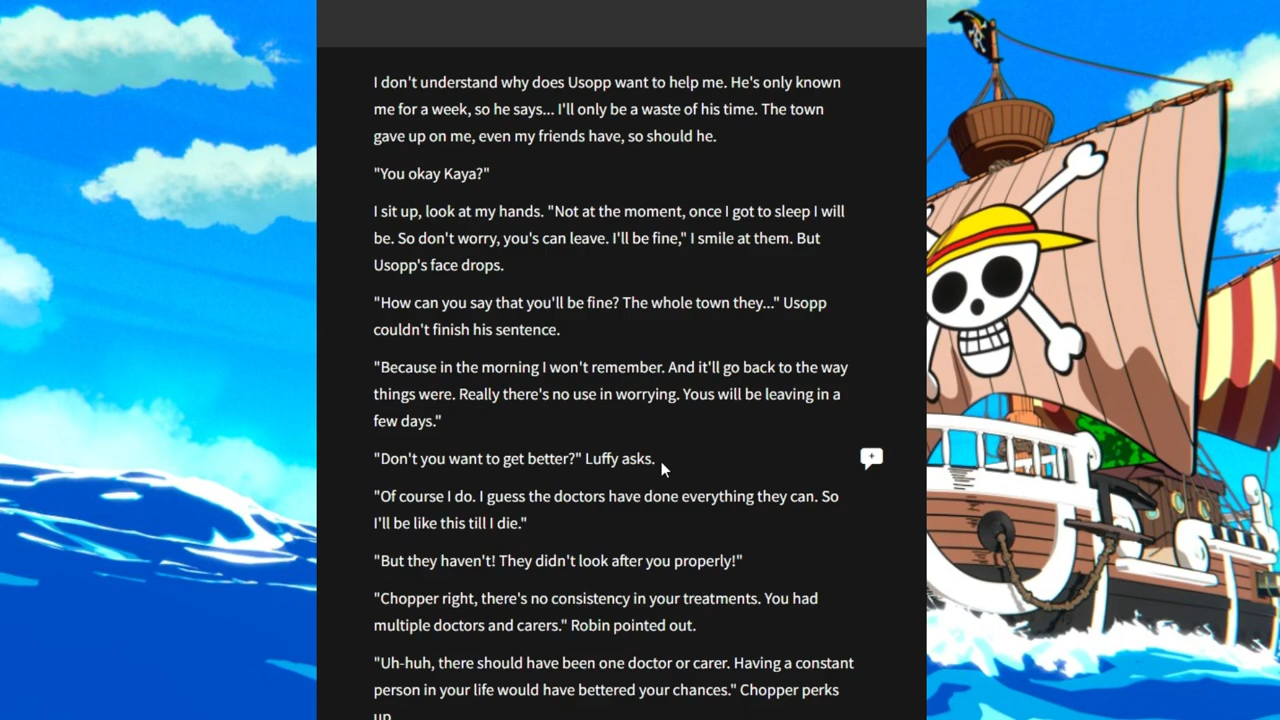 I don't understand why does Usopp want to help me. He's only known
me for a week, so he says... I'll only be a waste of his time. The town
gave up on me, even my friends have, so should he.
"You okay Kaya?"
I sit up, look at my hands. "Not at the moment, once I got to sleep I will
be. So don't worry, you's can leave. I'll be fine," I smile at them. But
Usopp's face drops.
"How can you say that you'll be fine? The whole town they..." Usopp
couldn't finish his sentence.
"Because in the morning I won't remember. And it'll go back to the way
things were. Really there's no use in worrying. Yous will be leaving in a
few days."
"Don't you want to get better?" Luffy asks.
"Of course I do. I guess the doctors have done everything they can. So
I'll be like this till I die."
"But they haven't! They didn't look after you properly!"
"Chopper right, there's no consistency in your treatments. You had
multiple doctors and carers." Robin pointed out.
"Uh-huh, there should have been one doctor or carer. Having a constant
person in your life would have bettered your chances." Chopper perks
up